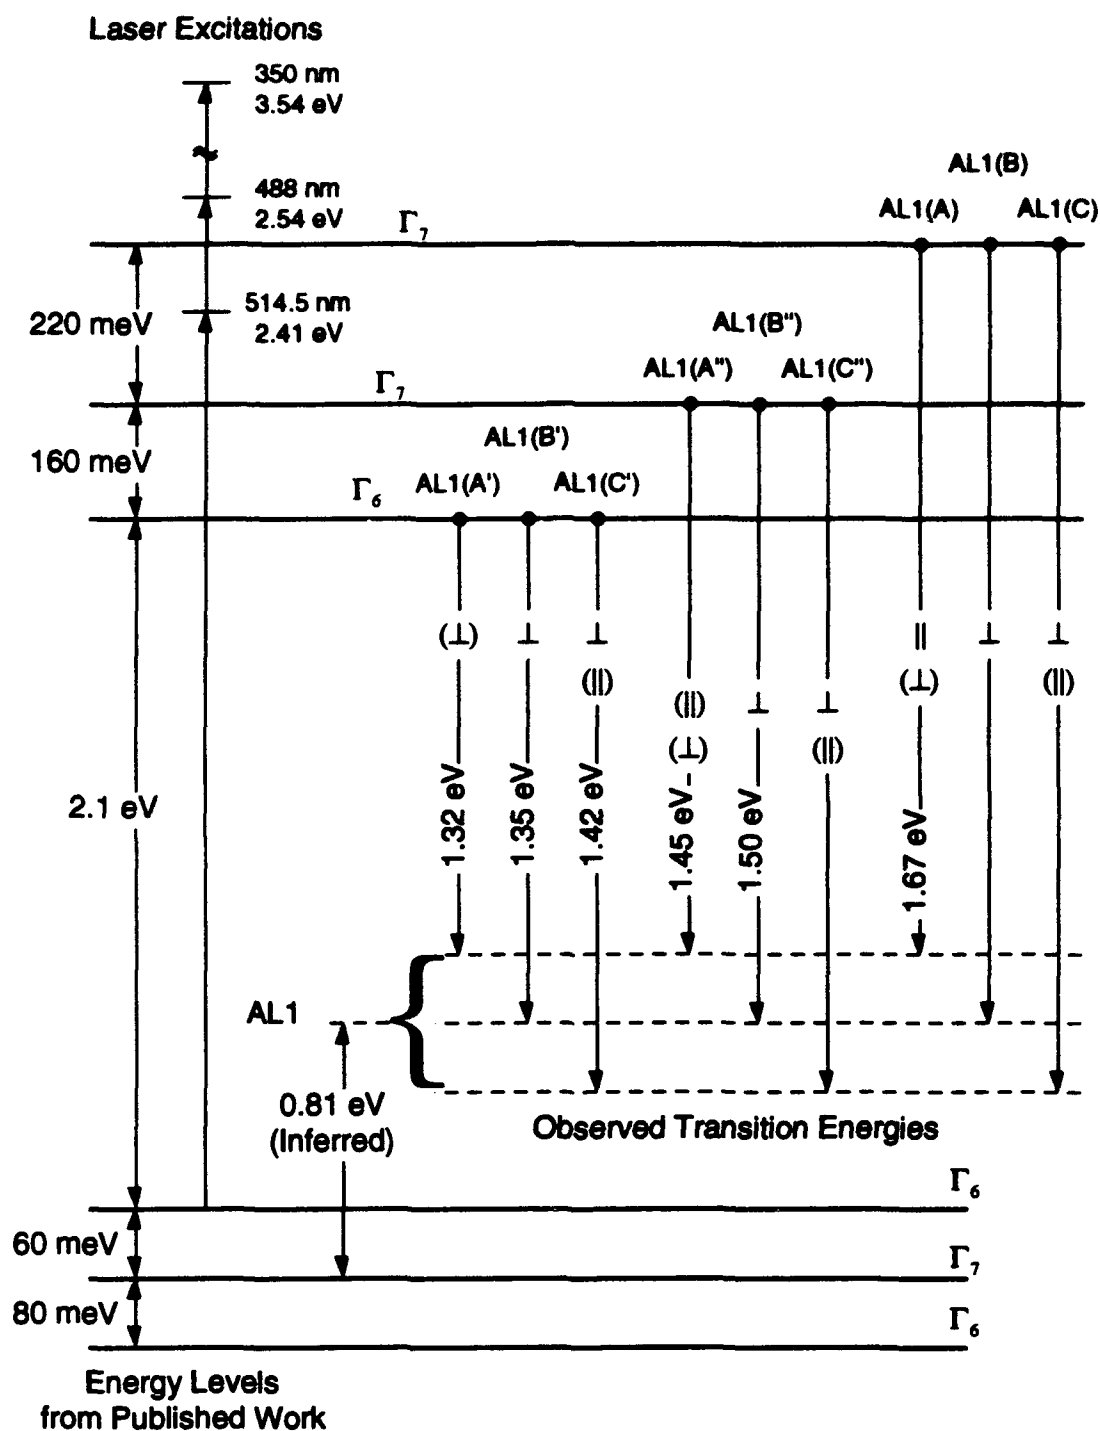 Laser Excitations
350 nm
3.54 eV
488 nm
2.54 eV
AL1(B)
AL1(A)
AL1(C)
Γ7
514.5 nm
2.41 eV
220 meV
AL1(B")
AL1(A")
AL1(C")
Γ7
AL1(B')
160 meV
AL1(A')
AL1(C')
Γ6
(⊥)
⊥
⊥
(||)
(||)
(⊥)
⊥
⊥
(||)
||
(⊥)
⊥
⊥
(||)
2.1 eV
1.32 eV
1.35 eV
1.42 eV
1.45 eV
1.50 eV
1.67 eV
AL1
0.81 eV
(Inferred)
Observed Transition Energies
Γ6
60 meV
Γ7
80 meV
Γ6
Energy Levels
from Published Work